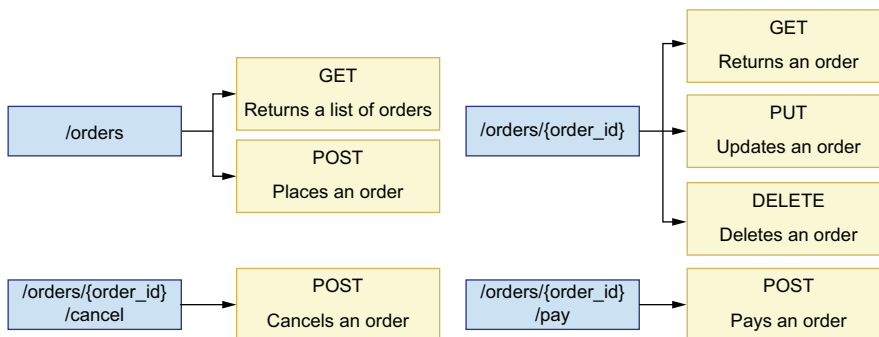 /orders
GET
Returns a list of orders
POST
Places an order
/orders/{order_id}
GET
Returns an order
PUT
Updates an order
DELETE
Deletes an order
/orders/{order_id}
/cancel
POST
Cancels an order
/orders/{order_id}
/pay
POST
Pays an order